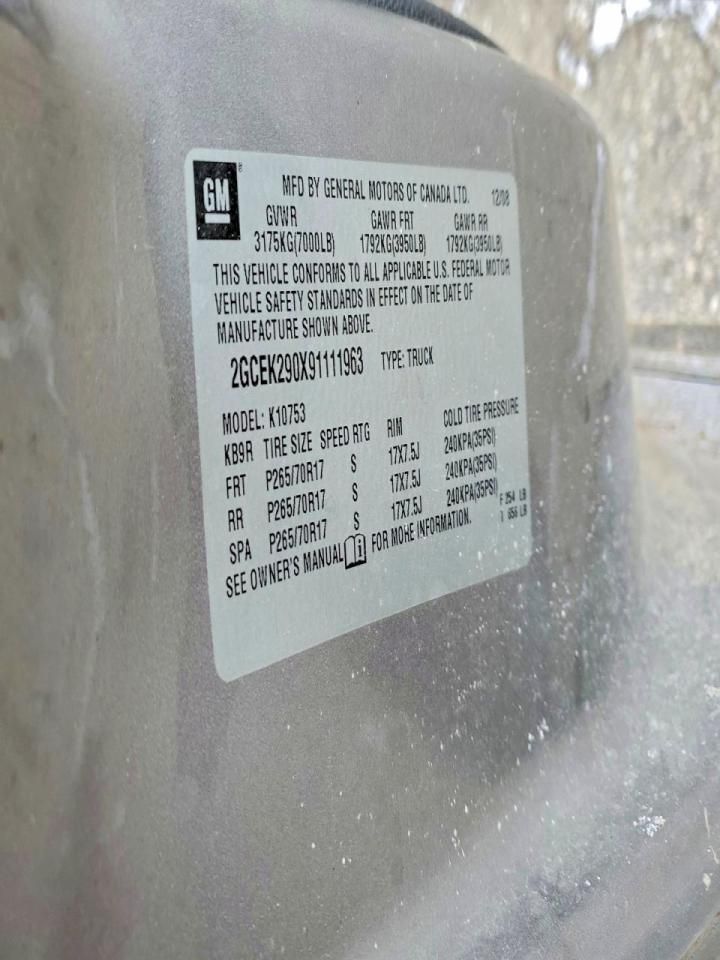 GM ®
MFD BY GENERAL MOTORS OF CANADA LTD. 12/08
GVWR GAWR FRT GAWR RR
3175KG(7000LB) 1792KG(3950LB) 1792KG(3950LB)
THIS VEHICLE CONFORMS TO ALL APPLICABLE U.S. FEDERAL MOTOR
VEHICLE SAFETY STANDARDS IN EFFECT ON THE DATE OF
MANUFACTURE SHOWN ABOVE.
2GCEK290X91111963 TYPE: TRUCK
MODEL: K10753
KB9R TIRE SIZE SPEED RTG RIM COLD TIRE PRESSURE
FRT P265/70R17 S 17X7.5J 240KPA(35PSI)
RR P265/70R17 S 17X7.5J 240KPA(35PSI)
SPA P265/70R17 S 17X7.5J 240KPA(35PSI)
SEE OWNER'S MANUAL FOR MORE INFORMATION.
F 254 LB
656 LB